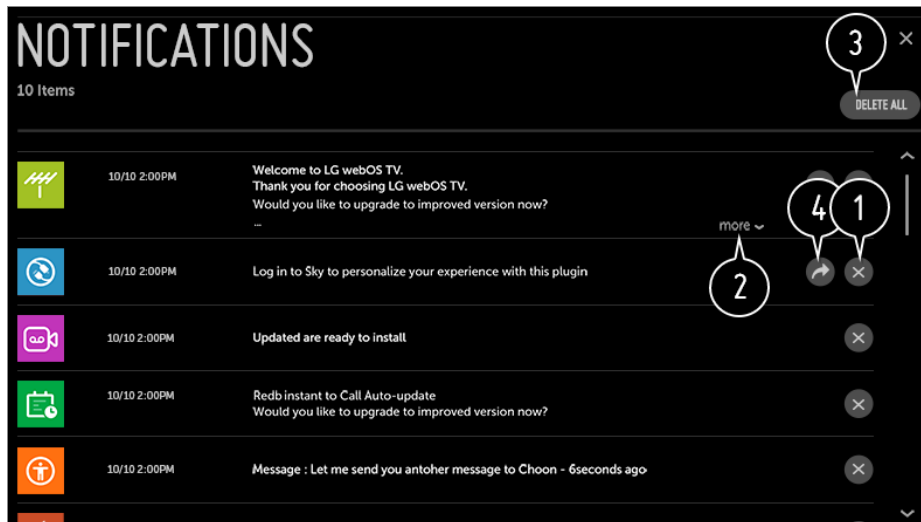 NOTIFICATIONS
3
10 Items
DELETE ALL
10/10 2:00PM
Welcome to LG webOS TV.
Thank you for choosing LG webOS TV.
Would you like to upgrade to improved version now?
...
more
4
1
10/10 2:00PM
Log in to Sky to personalize your experience with this plugin
2
10/10 2:00PM
Updated are ready to install
10/10 2:00PM
Redb instant to Call Auto-update
Would you like to upgrade to improved version now?
10/10 2:00PM
Message : Let me send you antoher message to Choon - 6seconds ago